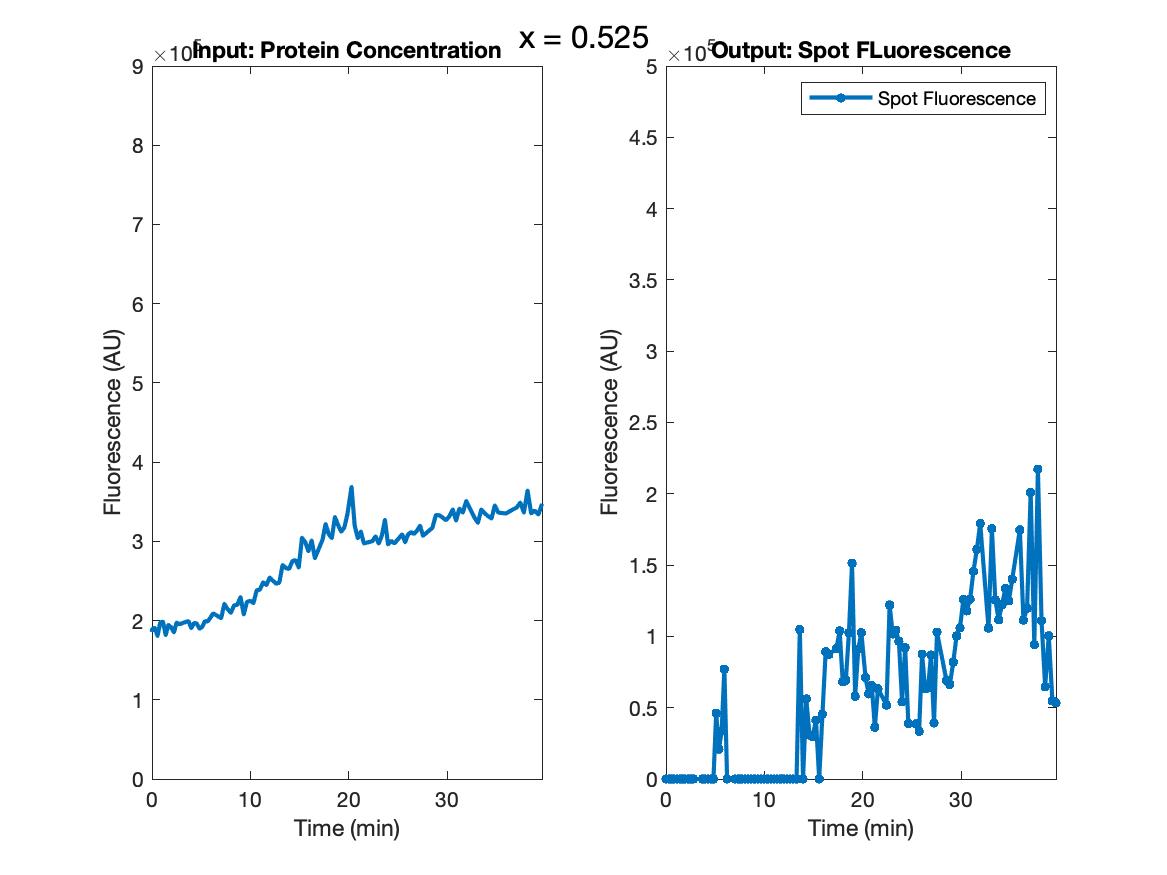 x = 0.525
×10⁵
Input: Protein Concentration
9
8
7
6
5
4
3
2
1
0
0 10 20 30
Time (min)
Fluorescence (AU)
×10⁵
Output: Spot FLuorescence
Spot Fluorescence
5
4.5
4
3.5
3
2.5
2
1.5
1
0.5
0
0 10 20 30
Time (min)
Fluorescence (AU)